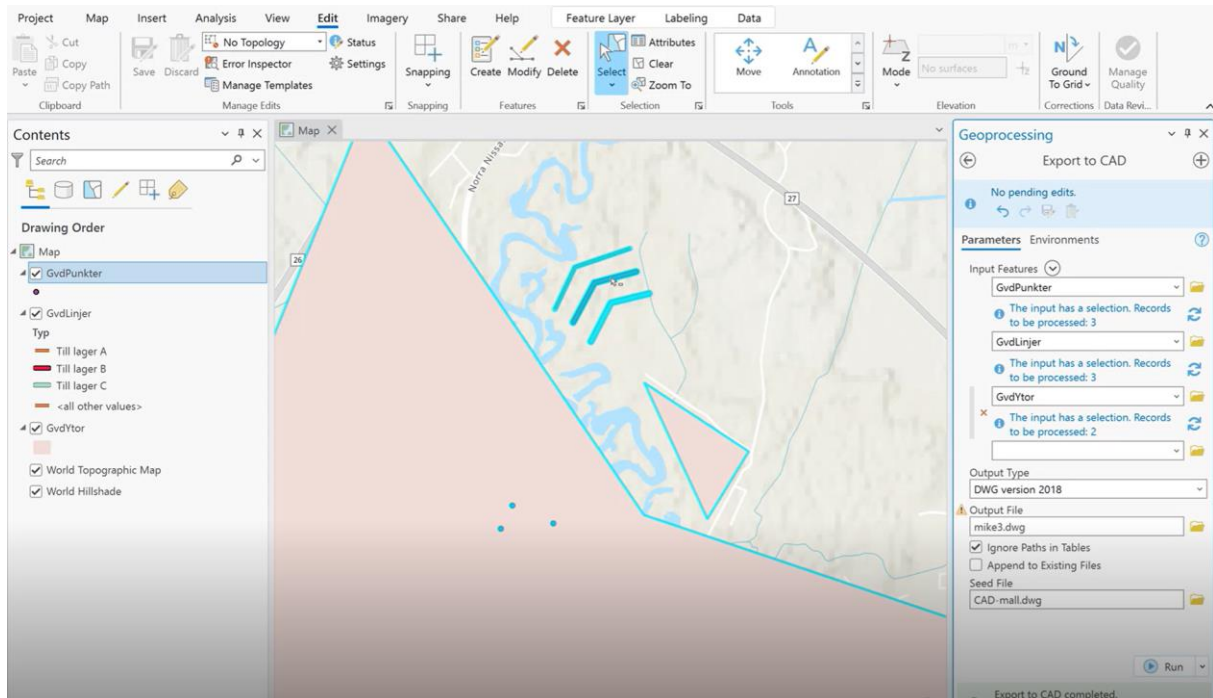 Project Map Insert Analysis View Edit Imagery Share Help Feature Layer Labeling Data
Paste
Cut
Copy
Copy Path
Clipboard
Save
Discard
No Topology
Error Inspector
Manage Templates
Status
Settings
Manage Edits
Snapping
Snapping
Create
Modify
Delete
Features
Select
Attributes
Clear
Zoom To
Selection
Move
Annotation
Tools
Mode
No surfaces
m
Elevation
Ground
To Grid
Corrections
Manage
Quality
Data Revi...
Contents
Search
Drawing Order
Map
GvdPunkter
GvdLinjer
Typ
Till lager A
Till lager B
Till lager C
<all other values>
GvdYtor
World Topographic Map
World Hillshade
Map
Norra Nissa
26
27
Geoprocessing
Export to CAD
No pending edits.
Parameters Environments
Input Features
GvdPunkter
The input has a selection. Records
to be processed: 3
GvdLinjer
The input has a selection. Records
to be processed: 3
GvdYtor
The input has a selection. Records
to be processed: 2
Output Type
DWG version 2018
Output File
mike3.dwg
Ignore Paths in Tables
Append to Existing Files
Seed File
CAD-mall.dwg
Run
Export to CAD completed.